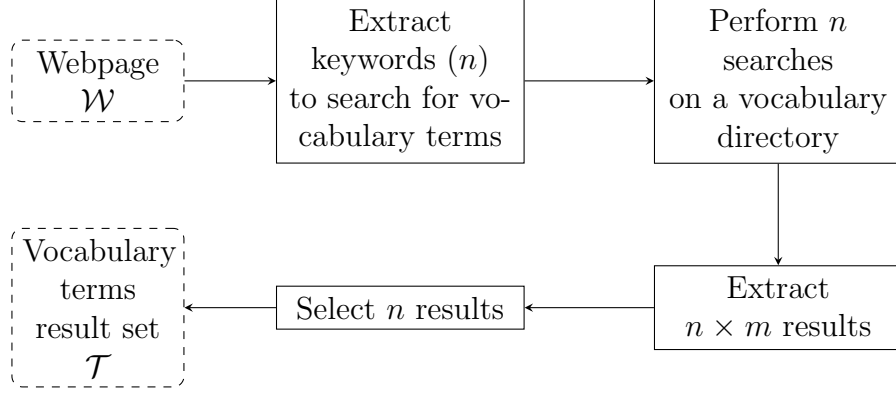 Webpage
𝒲
Extract
keywords (n)
to search for vo-
cabulary terms
Perform n
searches
on a vocabulary
directory
Extract
n × m results
Select n results
Vocabulary
terms
result set
𝒯